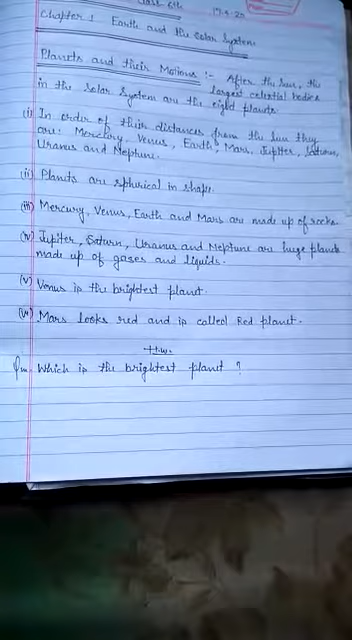 Class 6th 17-4-20
Chapter 1 Earth and the Solar System
Planets and their Motions :- After the Sun, the
largest celestial bodies
in the Solar System are the eight planets
(i) In order of their distances from the Sun they
are: Mercury, Venus, Earth, Mars, Jupiter, Saturn,
Uranus and Neptune.
(ii) Planets are spherical in shape.
(iii) Mercury, Venus, Earth and Mars are made up of rocks
(iv) Jupiter, Saturn, Uranus and Neptune are huge planets
made up of gases and liquids.
(v) Venus is the brightest planet.
(vi) Mars looks red and is called Red planet.
H.W.
Which is the brightest planet ?